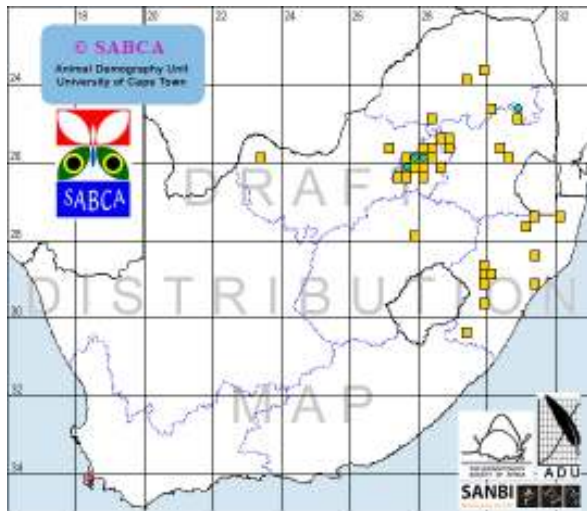 © SABCA
Animal Demography Unit
University of Cape Town
SABCA
DRAF
DISTRIBUTION
MAP
18 20 22 24 26 28 30 32
24
26
28
30
32
34
ADU
SANBI